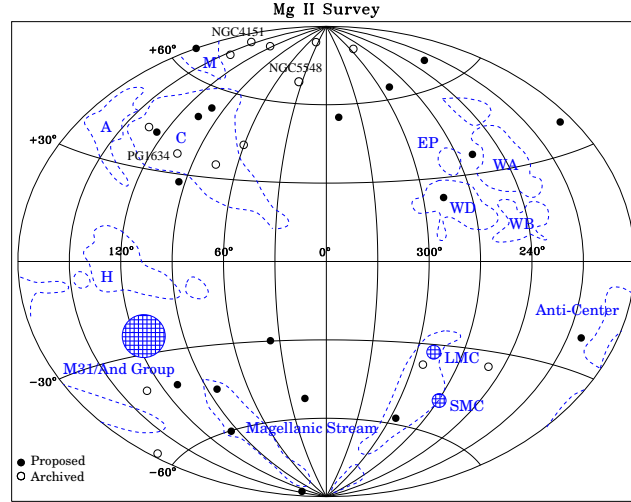 Mg II Survey
NGC4151
+60°
M
NGC5548
A
C
+30°
EP
PG1634
WA
WD
WB
120°
60°
0°
300°
240°
H
Anti-Center
LMC
M31/And Group
-30°
SMC
Magellanic Stream
Proposed
-60°
Archived